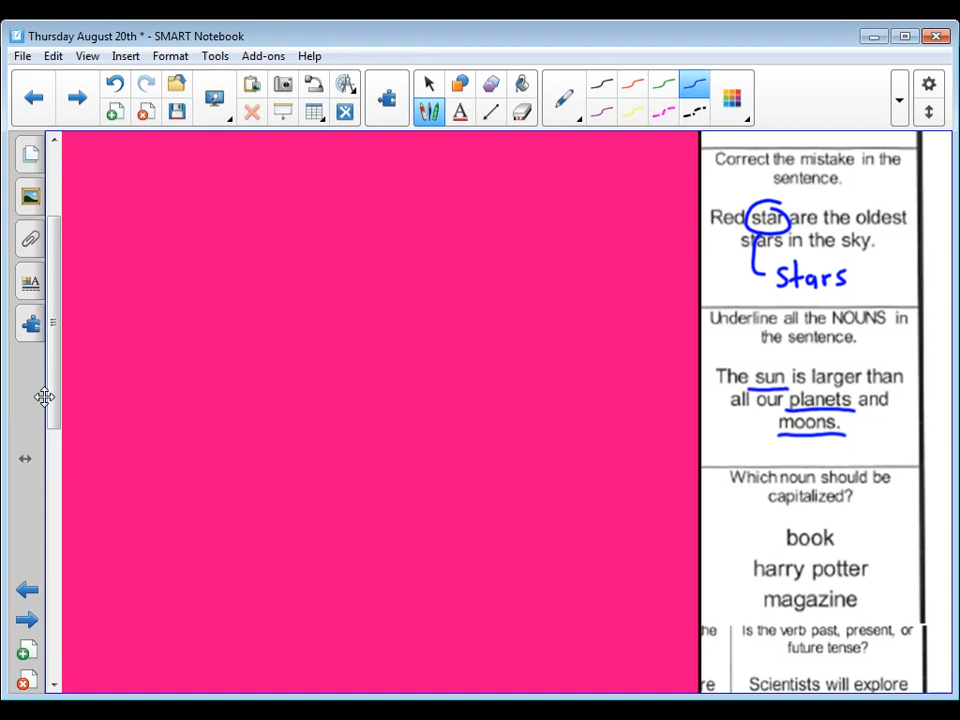 Thursday August 20th * - SMART Notebook
File Edit View Insert Format Tools Add-ons Help
Correct the mistake in the
sentence.
Red star are the oldest
stars in the sky.
stars
Underline all the NOUNS in
the sentence.
The sun is larger than
all our planets and
moons.
Which noun should be
capitalized?
book
harry potter
magazine
he
Is the verb past, present, or
future tense?
re
Scientists will explore